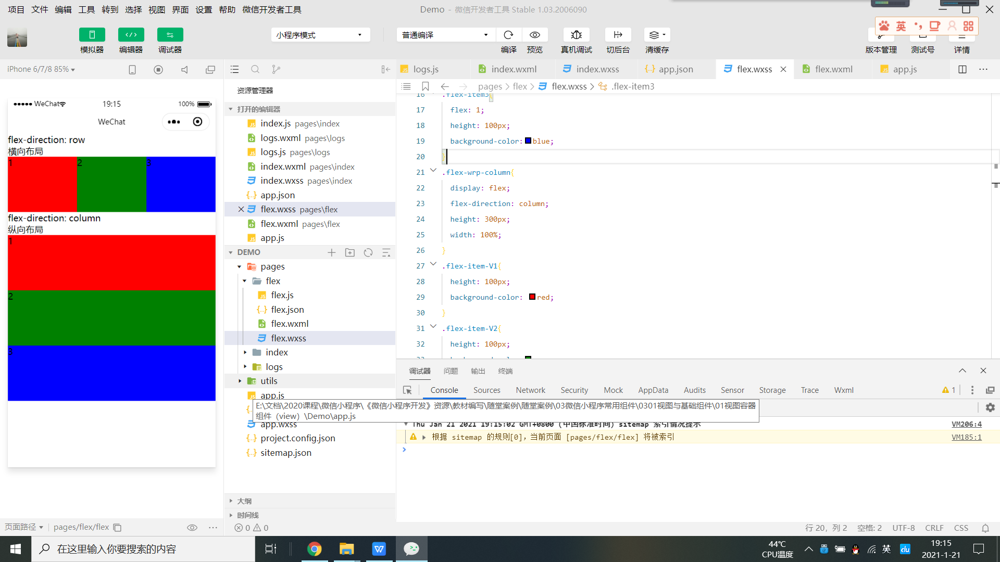 项目 文件 编辑 工具 转到 选择 视图 界面 设置 帮助 微信开发者工具
Demo - 微信开发者工具 Stable 1.03.2006090
模拟器 编辑器 调试器
小程序模式
普通编译
编译 预览 真机调试 切后台 清缓存
英
版本管理 测试号 详情
iPhone 6/7/8 85%
WeChat 19:15 100%
WeChat
flex-direction: row
横向布局
1 2 3
flex-direction: column
纵向布局
1
2
3
页面路径 pages/flex/flex
资源管理器
打开的编辑器
index.js pages\index
logs.wxml pages\logs
logs.js pages\logs
index.wxml pages\index
index.wxss pages\index
app.json
flex.wxss pages\flex
flex.wxml pages\flex
app.js
DEMO
pages
flex
flex.js
flex.json
flex.wxml
flex.wxss
index
logs
utils
app.js
app.wxss
project.config.json
sitemap.json
大纲
时间线
0 0
logs.js index.wxml index.wxss app.json flex.wxss flex.wxml app.js
pages flex flex.wxss .flex-item3
16 .flex-item3{
17 flex: 1;
18 height: 100px;
19 background-color: blue;
20 }
21 .flex-wrp-column{
22 display: flex;
23 flex-direction: column;
24 height: 300px;
25 width: 100%;
26 }
27 .flex-item-V1{
28 height: 100px;
29 background-color: red;
30 }
31 .flex-item-V2{
32 height: 100px;
调试器 问题 输出 终端
Console Sources Network Security Mock AppData Audits Sensor Storage Trace Wxml
1
E:\文档\2020课程\微信小程序\《微信小程序开发》资源\教材编写\随堂案例\随堂案例\03微信小程序常用组件\0301视图与基础组件\01视图容器
组件（view）\Demo\app.js
Thu Jan 21 2021 19:15:02 GMT+0800 (中国标准时间) sitemap 索引情况提示 VM206:4
根据 sitemap 的规则[0]，当前页面 [pages/flex/flex] 将被索引 VM185:1
行 20，列 2 空格: 2 UTF-8 CRLF CSS
在这里输入你要搜索的内容
44℃
CPU温度
英
du
19:15
2021-1-21